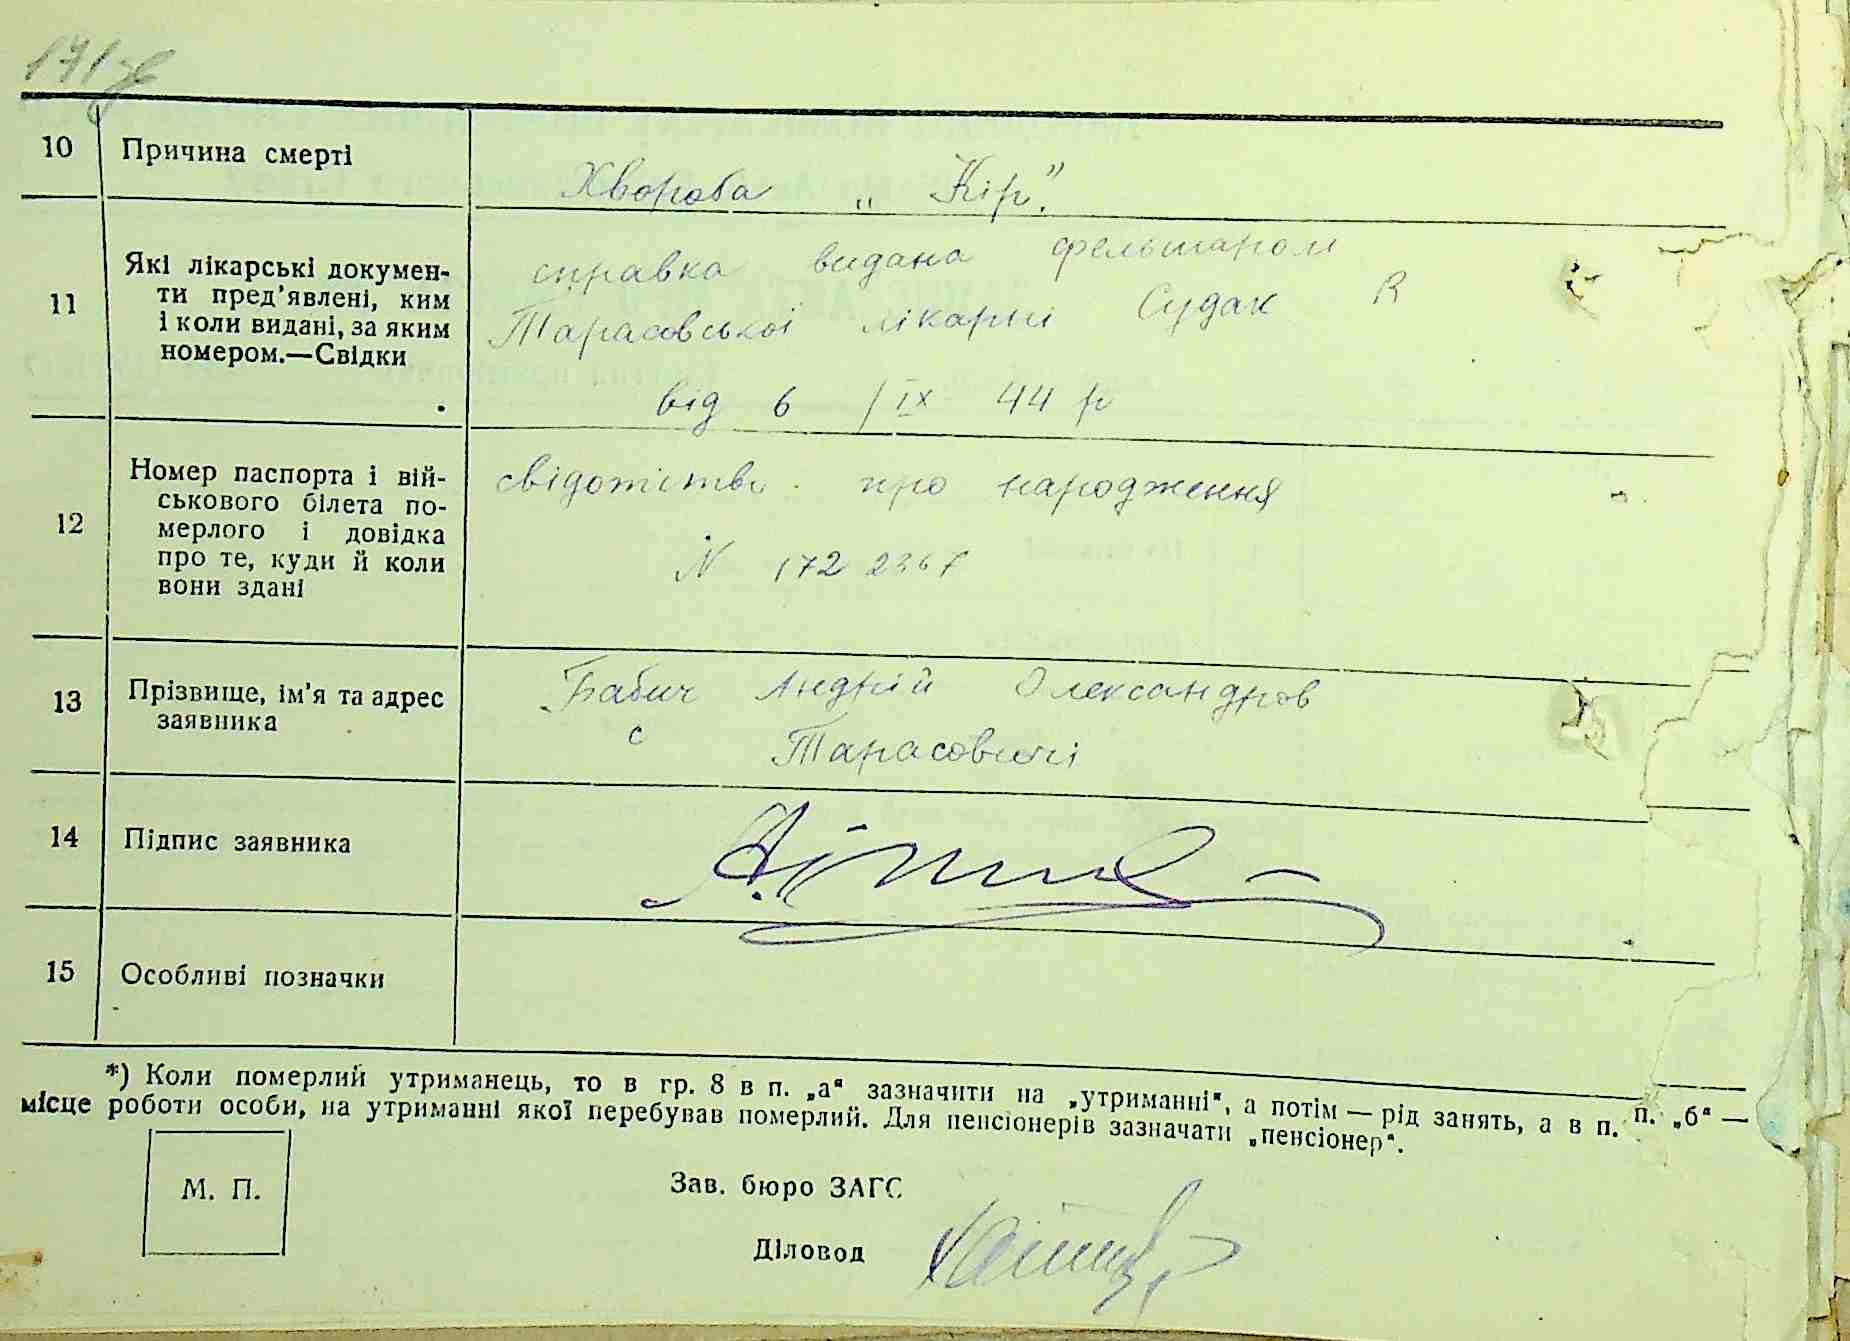 171зв
10 Причина смерті
Хвороба „Кір."
11 Які лікарські докумен-
ти пред'явлені, ким
і коли видані, за яким
номером.—Свідки
справка видана фельшаром
Тарасовської лікарні Судак В
від 6 /IX 44 р
12 Номер паспорта і вій-
ськового білета по-
мерлого і довідка
про те, куди й коли
вони здані
свідотство про народження
N 172 2367
13 Прізвище, ім'я та адрес
заявника
Бабич Андрій Олександров
с Тарасовичі
14 Підпис заявника
15 Особливі позначки
*) Коли померлий утриманець, то в гр. 8 в п. „а" зазначити на „утриманні", а потім — рід занять, а в п. п. „б" —
місце роботи особи, на утриманні якої перебував померлий. Для пенсіонерів зазначати „пенсіонер".
М. П.
Зав. бюро ЗАГС
Діловод